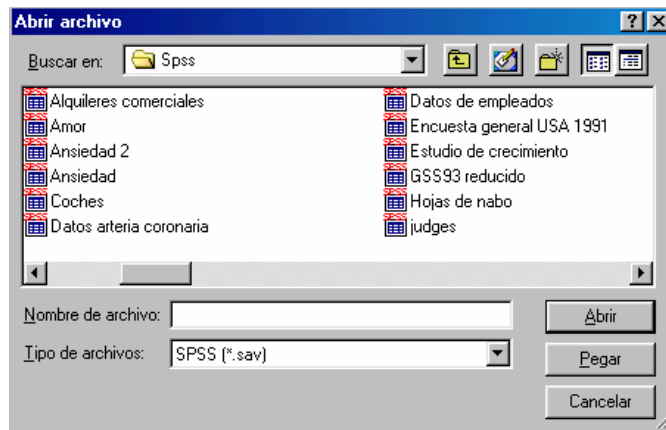 Abrir archivo
Buscar en: Spss
Alquileres comerciales
Amor
Ansiedad 2
Ansiedad
Coches
Datos arteria coronaria
Datos de empleados
Encuesta general USA 1991
Estudio de crecimiento
GSS93 reducido
Hojas de nabo
judges
Nombre de archivo:
Abrir
Tipo de archivos: SPSS (*.sav)
Pegar
Cancelar